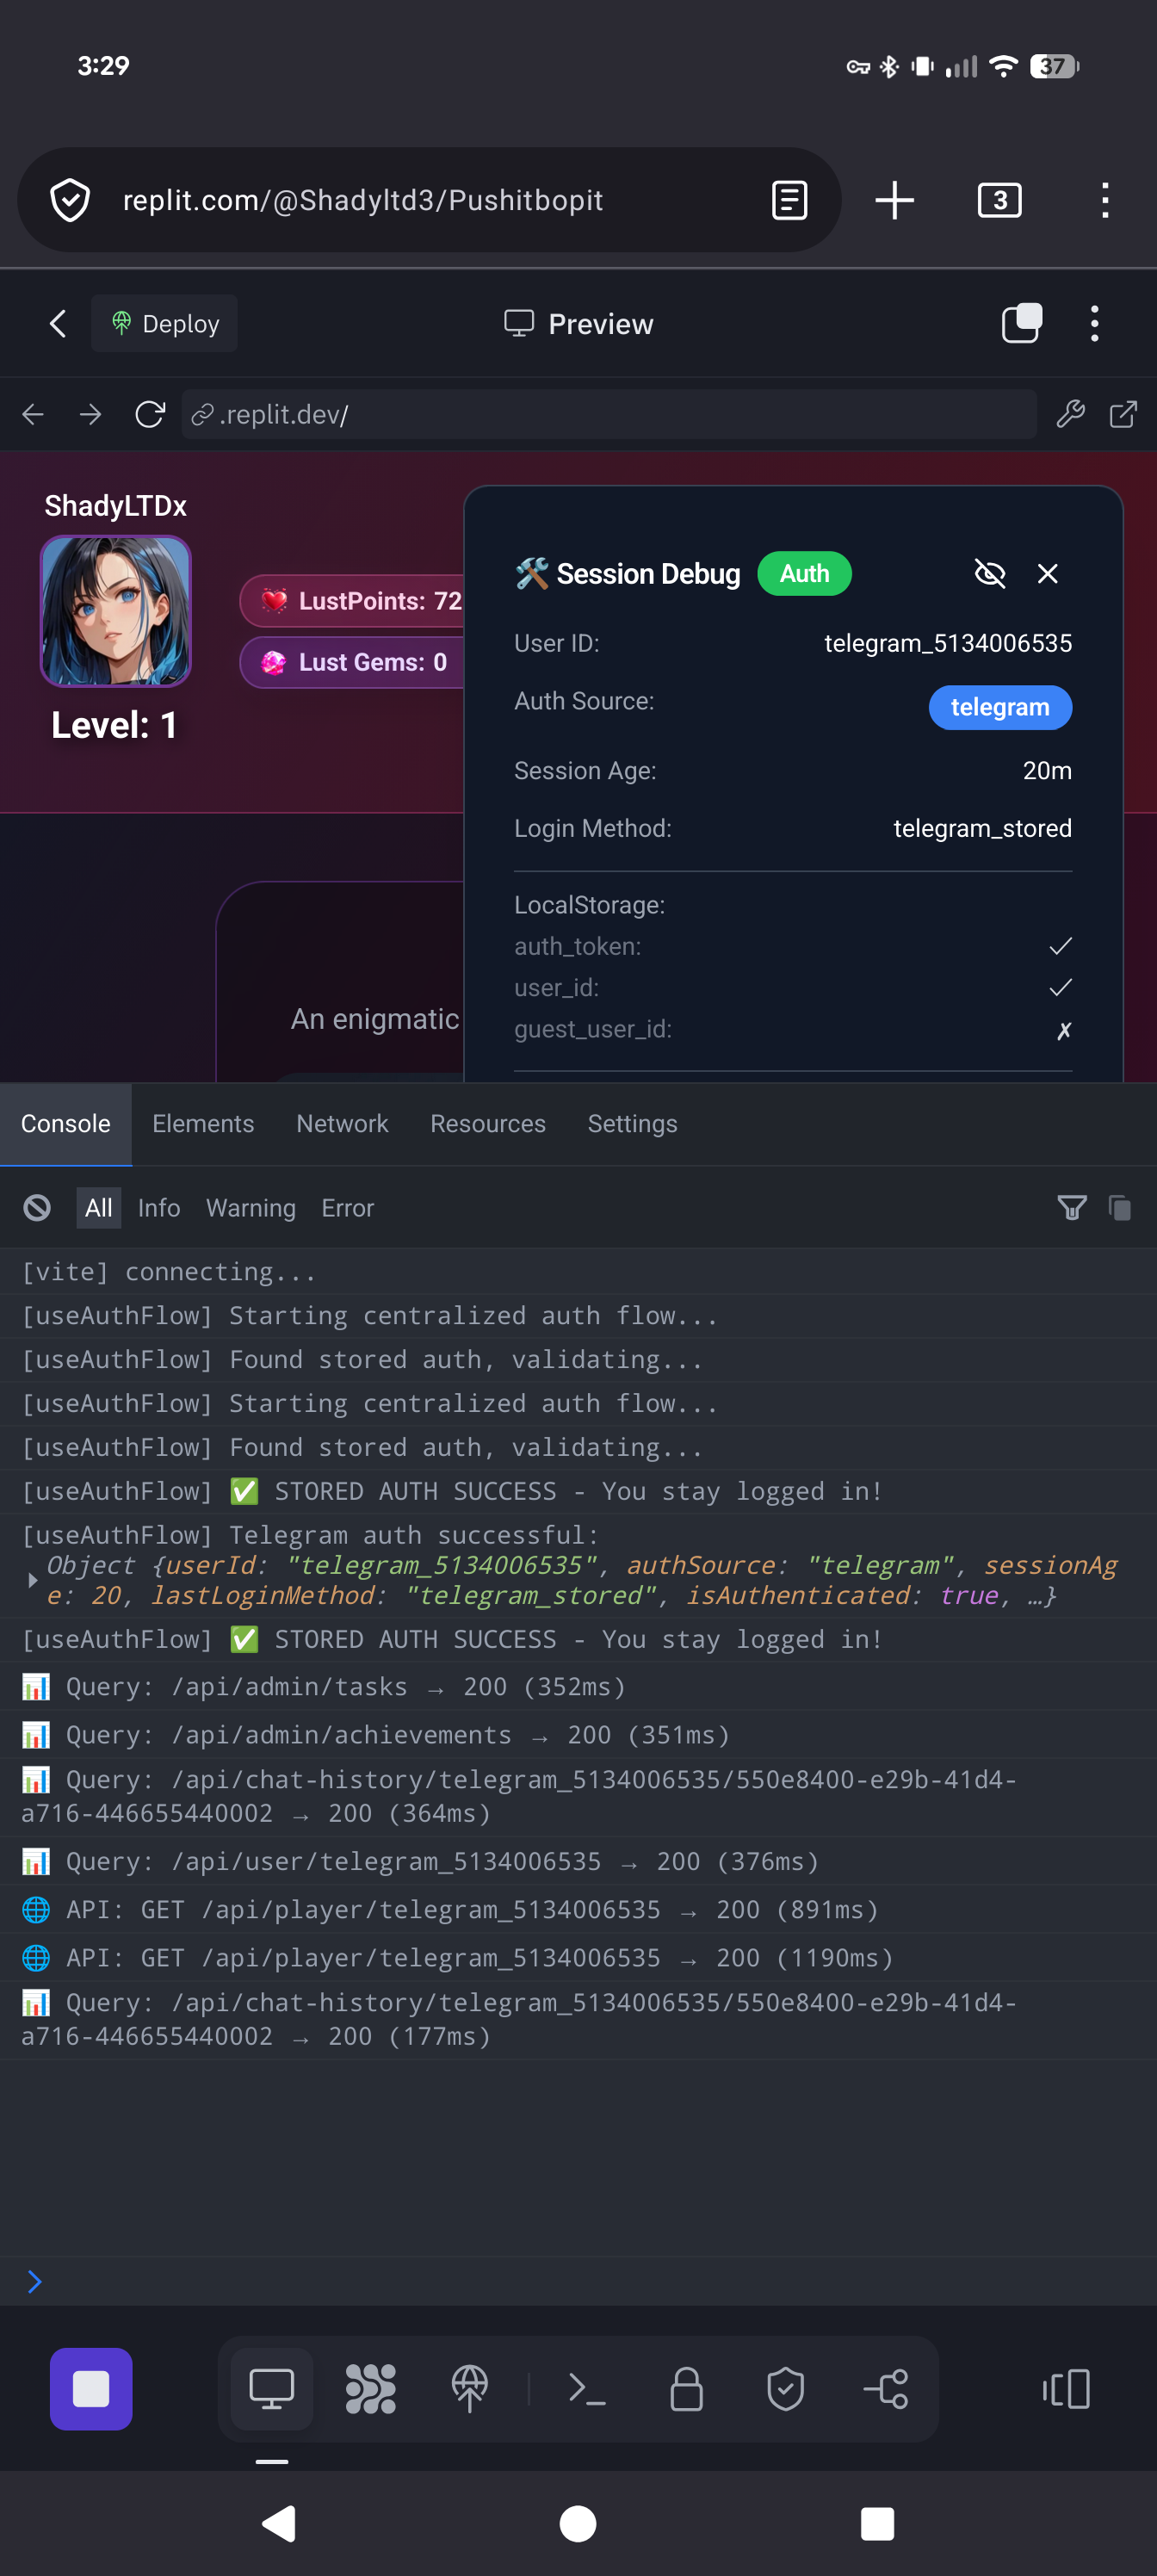 3:29
37
replit.com/@Shadyltd3/Pushitbopit
3
Deploy
Preview
.replit.dev/
ShadyLTDx
LustPoints: 72
Lust Gems: 0
Level: 1
An enigmatic
🛠️ Session Debug
Auth
User ID:
telegram_5134006535
Auth Source:
telegram
Session Age:
20m
Login Method:
telegram_stored
LocalStorage:
auth_token: ✓
user_id: ✓
guest_user_id: ✗
Console Elements Network Resources Settings
All Info Warning Error
[vite] connecting...
[useAuthFlow] Starting centralized auth flow...
[useAuthFlow] Found stored auth, validating...
[useAuthFlow] Starting centralized auth flow...
[useAuthFlow] Found stored auth, validating...
[useAuthFlow] ✅ STORED AUTH SUCCESS - You stay logged in!
[useAuthFlow] Telegram auth successful:
Object {userId: "telegram_5134006535", authSource: "telegram", sessionAg
e: 20, lastLoginMethod: "telegram_stored", isAuthenticated: true, …}
[useAuthFlow] ✅ STORED AUTH SUCCESS - You stay logged in!
📊 Query: /api/admin/tasks → 200 (352ms)
📊 Query: /api/admin/achievements → 200 (351ms)
📊 Query: /api/chat-history/telegram_5134006535/550e8400-e29b-41d4-
a716-446655440002 → 200 (364ms)
📊 Query: /api/user/telegram_5134006535 → 200 (376ms)
🌐 API: GET /api/player/telegram_5134006535 → 200 (891ms)
🌐 API: GET /api/player/telegram_5134006535 → 200 (1190ms)
📊 Query: /api/chat-history/telegram_5134006535/550e8400-e29b-41d4-
a716-446655440002 → 200 (177ms)